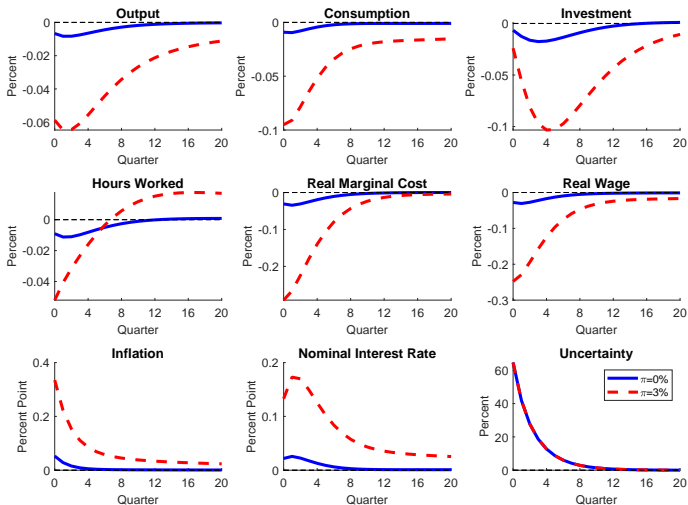 Output
Consumption
Investment
0
-0.02
-0.04
-0.06
Percent
0 4 8 12 16 20
Quarter
0
-0.05
-0.1
Percent
0 4 8 12 16 20
Quarter
0
-0.05
-0.1
Percent
0 4 8 12 16 20
Quarter
Hours Worked
Real Marginal Cost
Real Wage
0
-0.02
-0.04
Percent
0 4 8 12 16 20
Quarter
0
-0.1
-0.2
Percent
0 4 8 12 16 20
Quarter
0
-0.1
-0.2
-0.3
Percent
0 4 8 12 16 20
Quarter
Inflation
Nominal Interest Rate
Uncertainty
0.4
0.2
0
Percent Point
0 4 8 12 16 20
Quarter
0.2
0.1
0
Percent Point
0 4 8 12 16 20
Quarter
60
40
20
0
Percent
0 4 8 12 16 20
Quarter
π=0%
π=3%